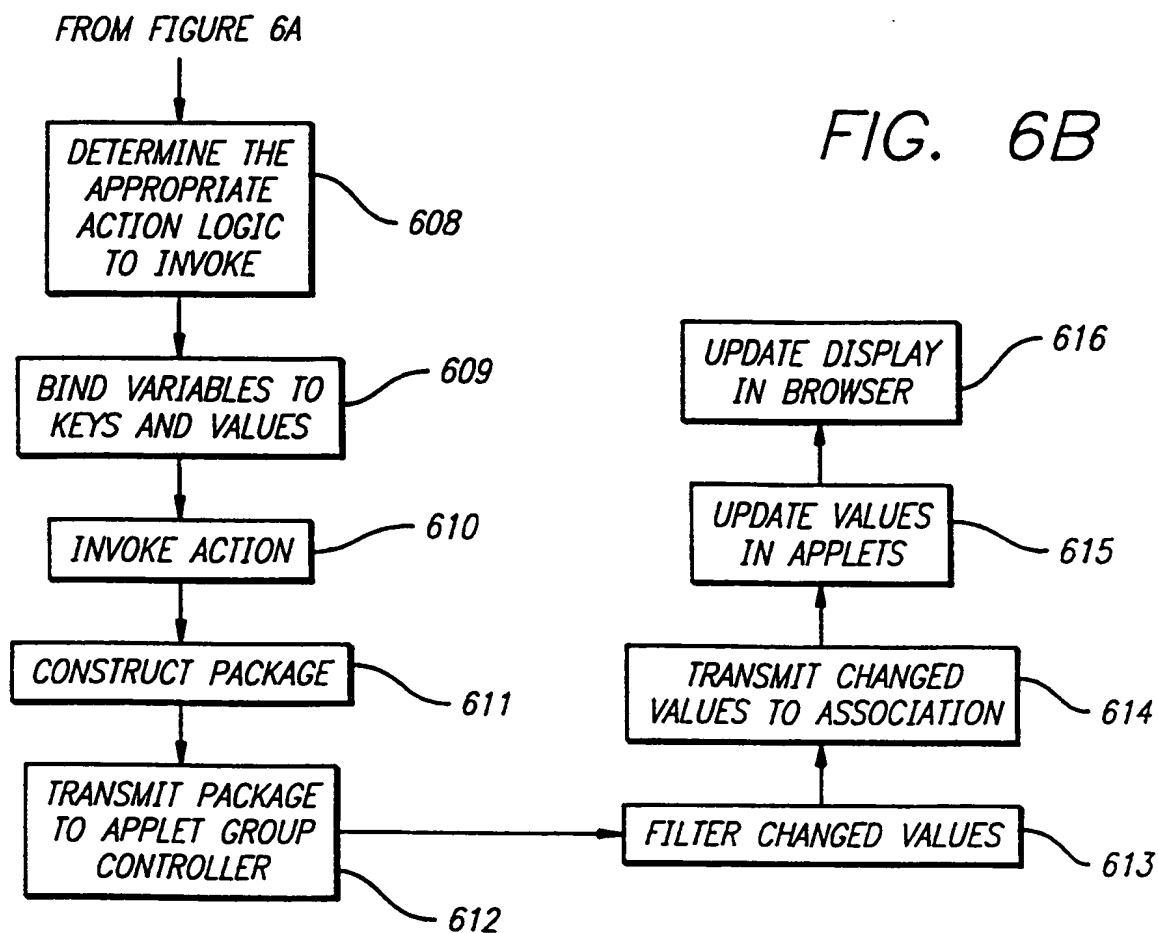 FROM FIGURE 6A
FIG. 6B
DETERMINE THE
APPROPRIATE
ACTION LOGIC
TO INVOKE
608
BIND VARIABLES TO
KEYS AND VALUES
609
INVOKE ACTION
610
CONSTRUCT PACKAGE
611
TRANSMIT PACKAGE
TO APPLET GROUP
CONTROLLER
612
FILTER CHANGED VALUES
613
TRANSMIT CHANGED
VALUES TO ASSOCIATION
614
UPDATE VALUES
IN APPLETS
615
UPDATE DISPLAY
IN BROWSER
616